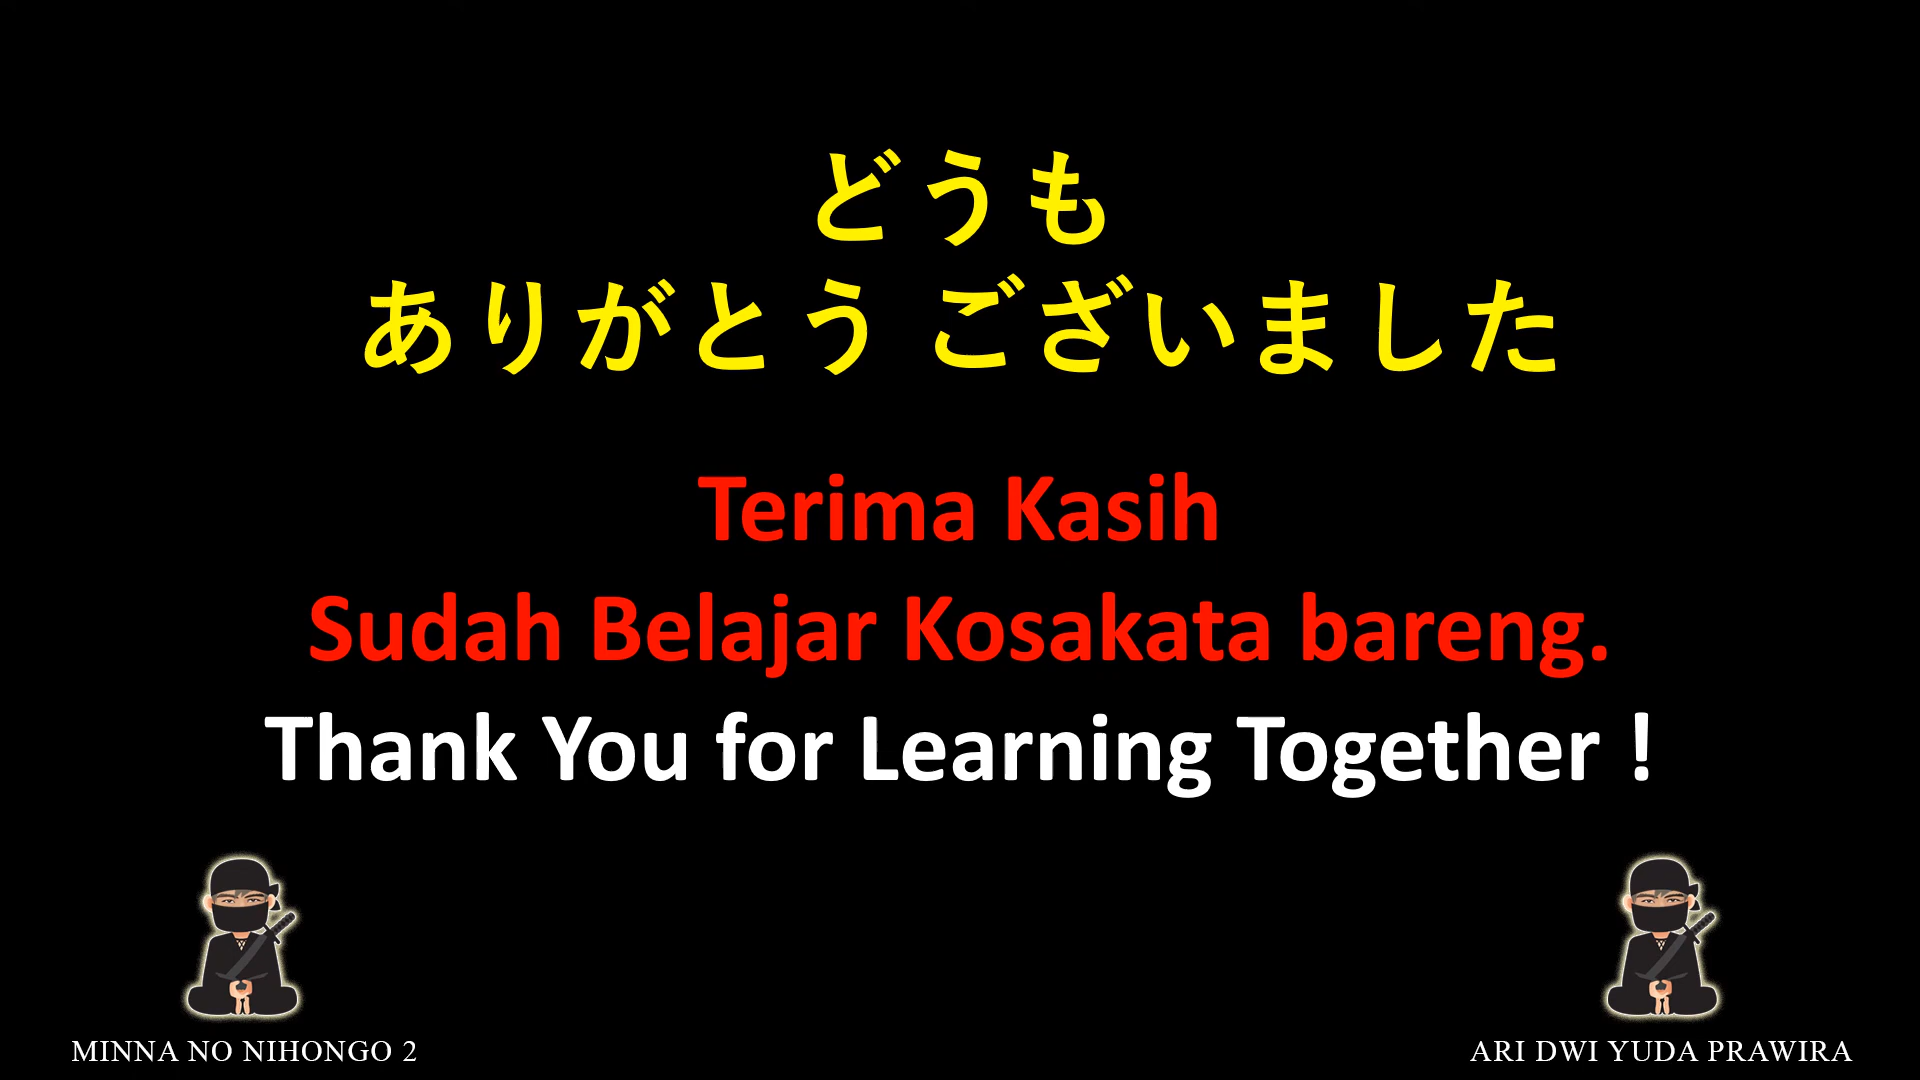 どうも
ありがとう ございました
Terima Kasih
Sudah Belajar Kosakata bareng.
Thank You for Learning Together !
MINNA NO NIHONGO 2
ARI DWI YUDA PRAWIRA